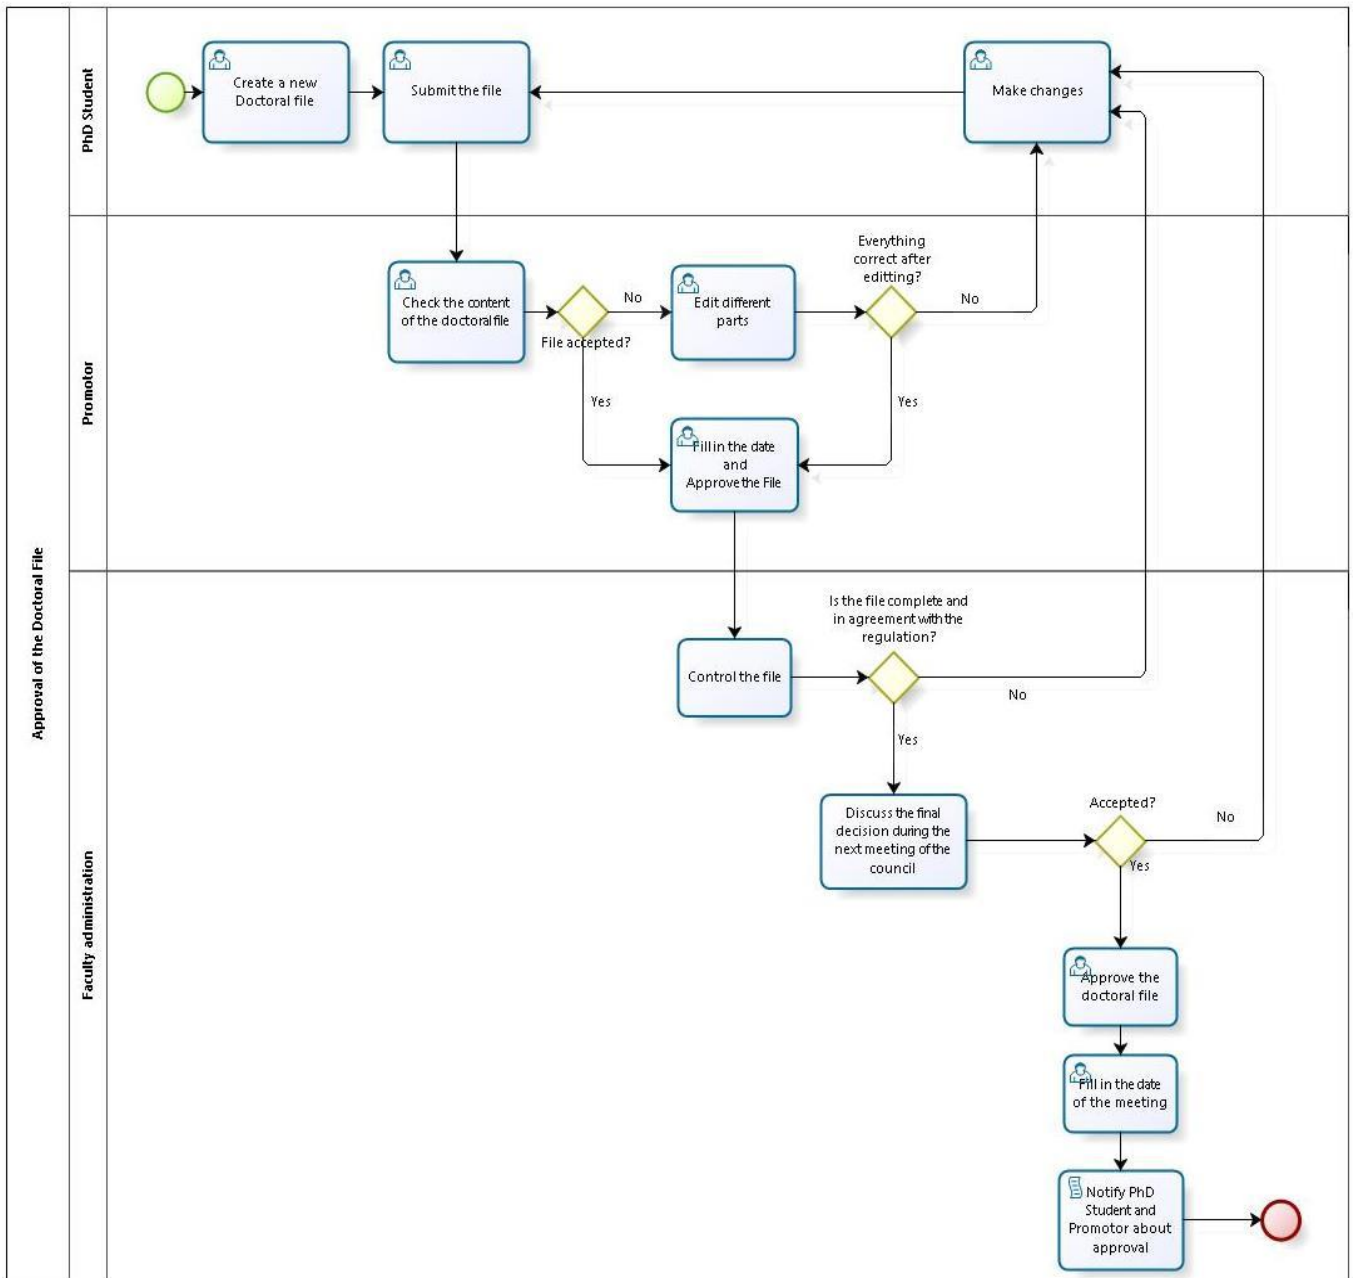 Approval of the Doctoral File
PhD Student
Create a new
Doctoral file
Submit the file
Make changes
Promotor
Check the content
of the doctoral file
File accepted?
No
Yes
Edit different
parts
Everything
correct after
editting?
No
Yes
Fill in the date
and
Approve the File
Faculty administration
Control the file
Is the file complete and
in agreement with the
regulation?
No
Yes
Discuss the final
decision during the
next meeting of the
council
Accepted?
No
Yes
Approve the
doctoral file
Fill in the date
of the meeting
Notify PhD
Student and
Promotor about
approval